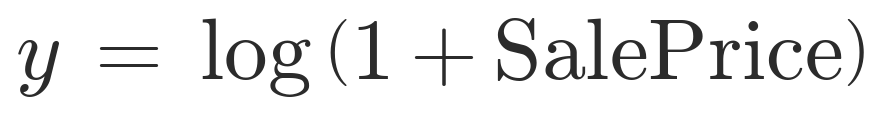 y = log(1 + SalePrice)